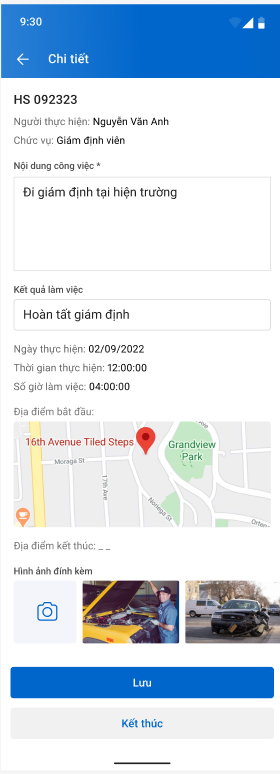 9:30
Chi tiết
HS 092323
Người thực hiện: Nguyễn Văn Anh
Chức vụ: Giám định viên
Nội dung công việc *
Đi giám định tại hiện trường
Kết quả làm việc
Hoàn tất giám định
Ngày thực hiện: 02/09/2022
Thời gian thực hiện: 12:00:00
Số giờ làm việc: 04:00:00
Địa điểm bắt đầu:
16th Avenue Tiled Steps
Grandview
Park
Moraga St
17th Ave
Noriega St
Orten
Địa điểm kết thúc: _ _
Hình ảnh đính kèm
Lưu
Kết thúc